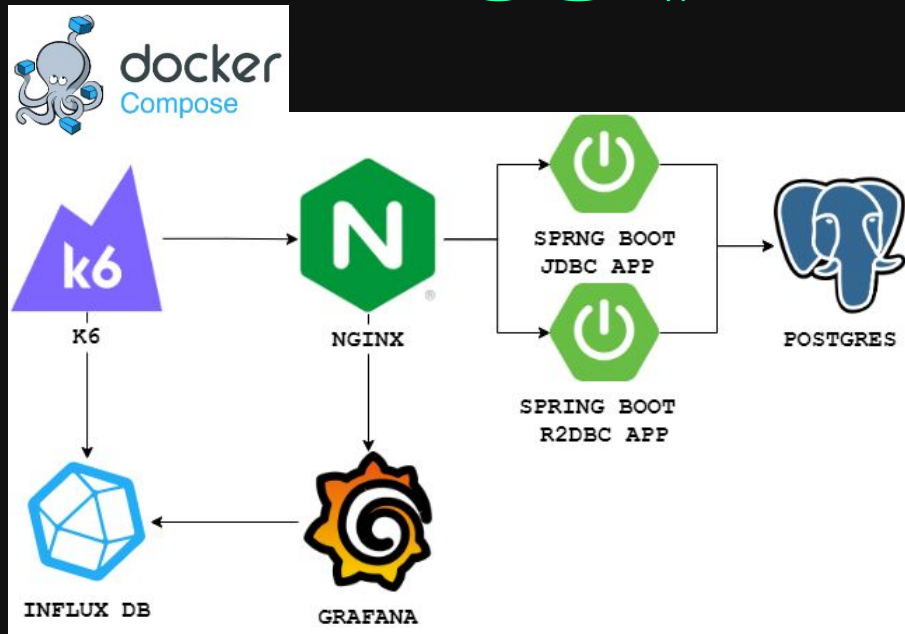 docker
Compose
k6
N
®
K6
NGINX
SPRNG BOOT
JDBC APP
SPRING BOOT
R2DBC APP
POSTGRES
INFLUX DB
GRAFANA